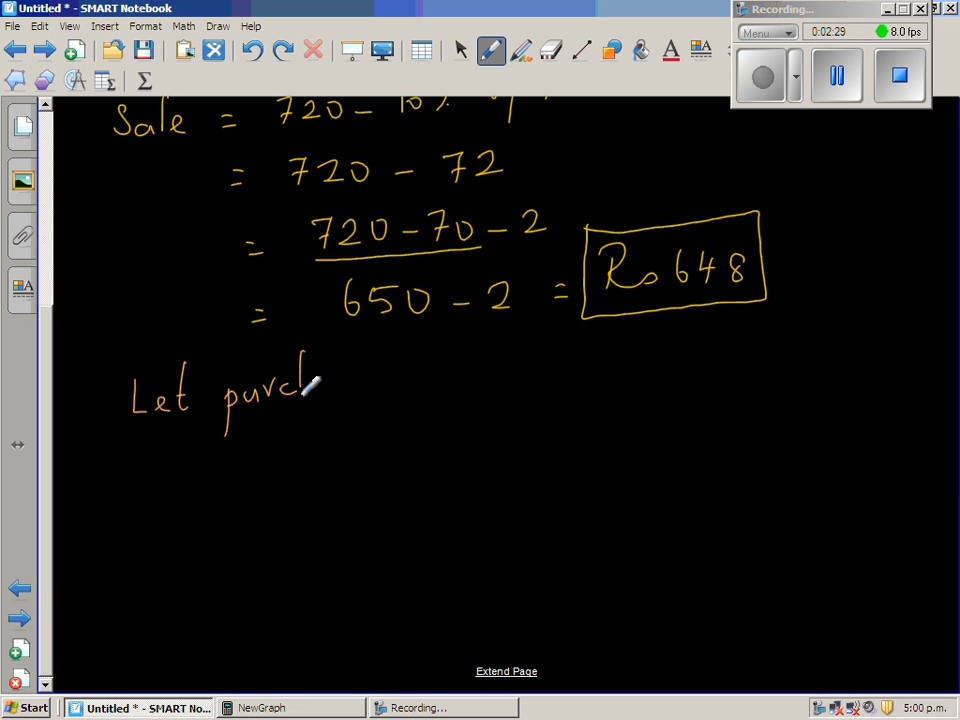 Untitled * - SMART Notebook
Recording...
File Edit View Insert Format Math Draw Help
Menu 0:02:29 8.0 fps
Sale = 720 - 10%
= 720 - 72
= 720 - 70 - 2
= 650 - 2 = Rs 648
Let purch
Extend Page
Start Untitled * - SMART No... NewGraph Recording... 5:00 p.m.